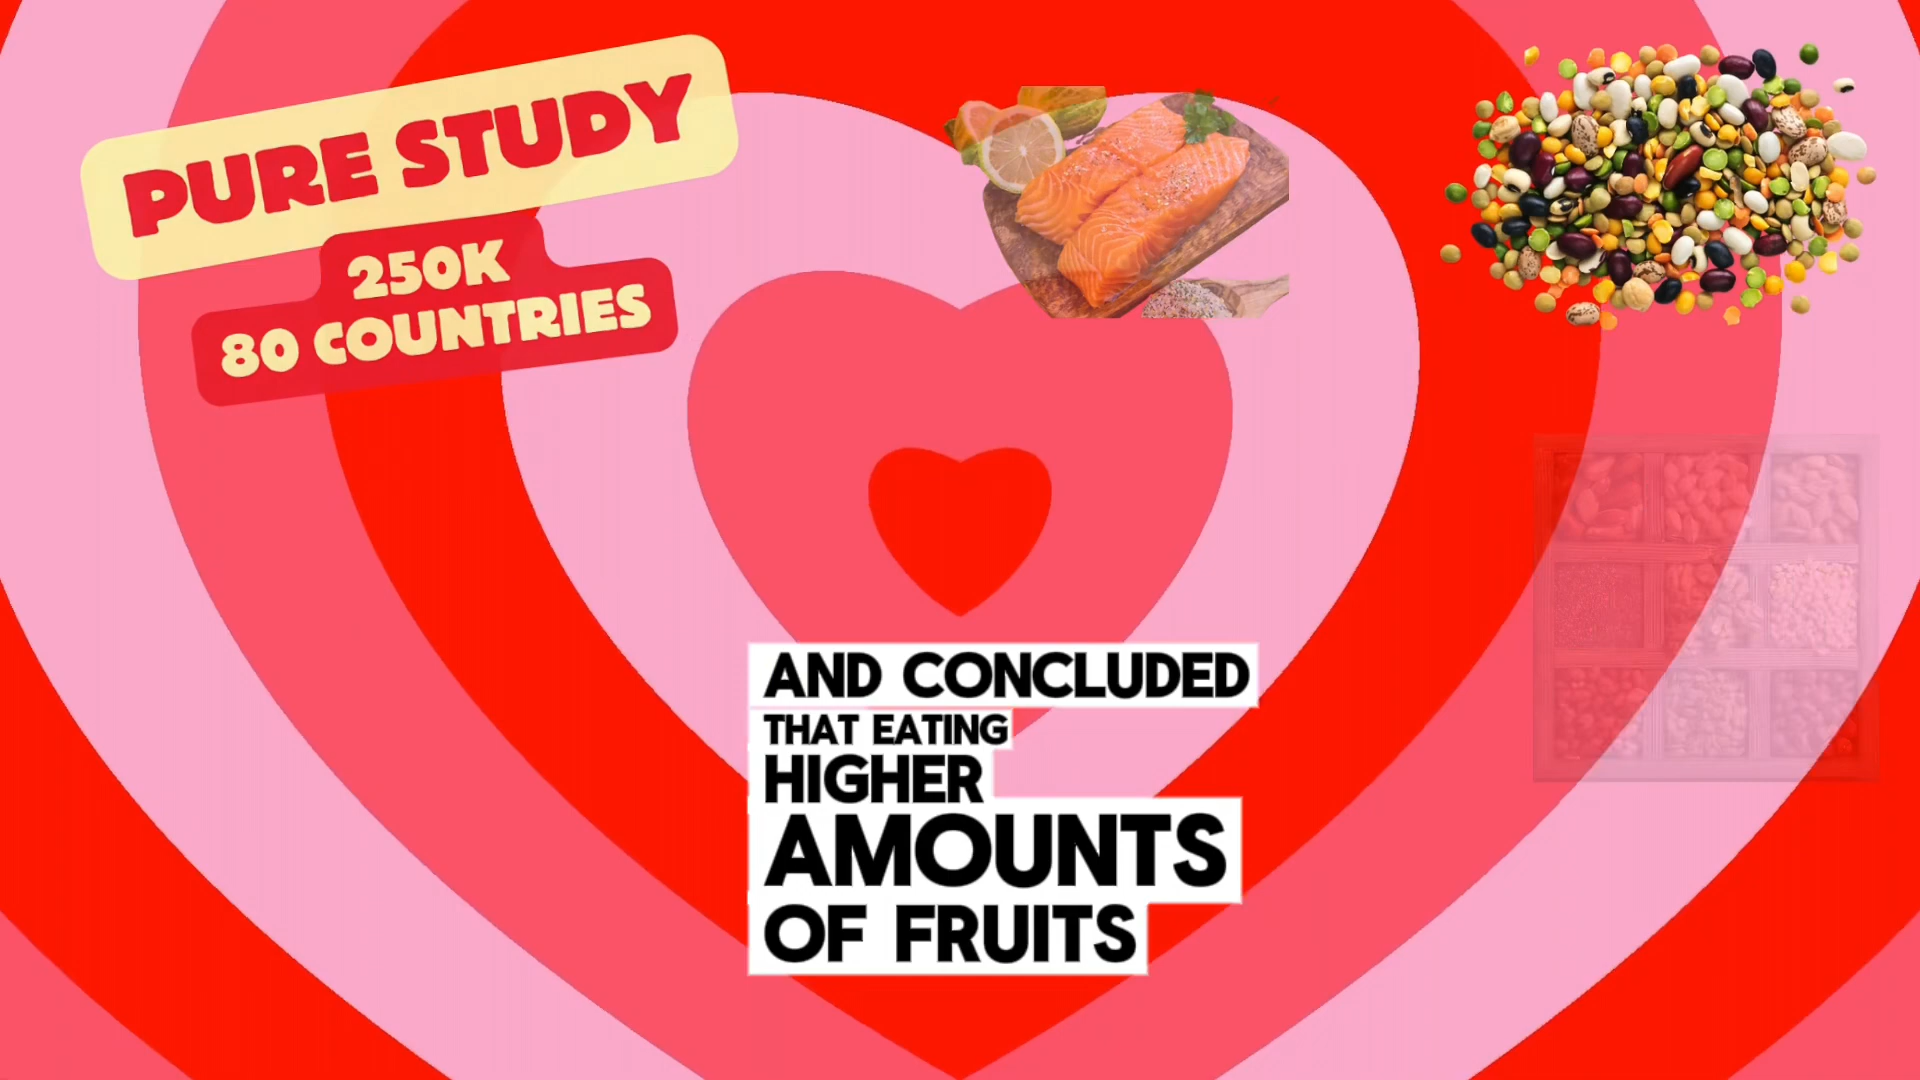 PURE STUDY
250K
80 COUNTRIES
AND CONCLUDED
THAT EATING
HIGHER
AMOUNTS
OF FRUITS